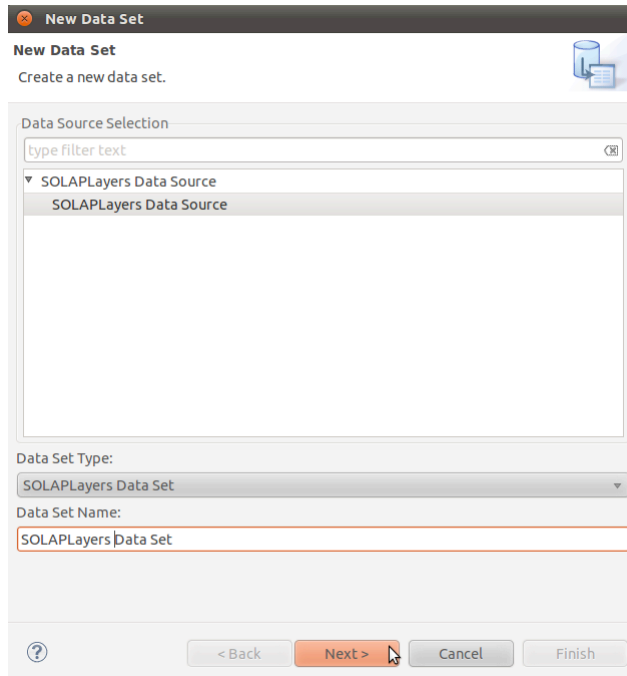 New Data Set
New Data Set
Create a new data set.
Data Source Selection
type filter text
SOLAPLayers Data Source
SOLAPLayers Data Source
Data Set Type:
SOLAPLayers Data Set
Data Set Name:
SOLAPLayers Data Set
? < Back Next > Cancel Finish